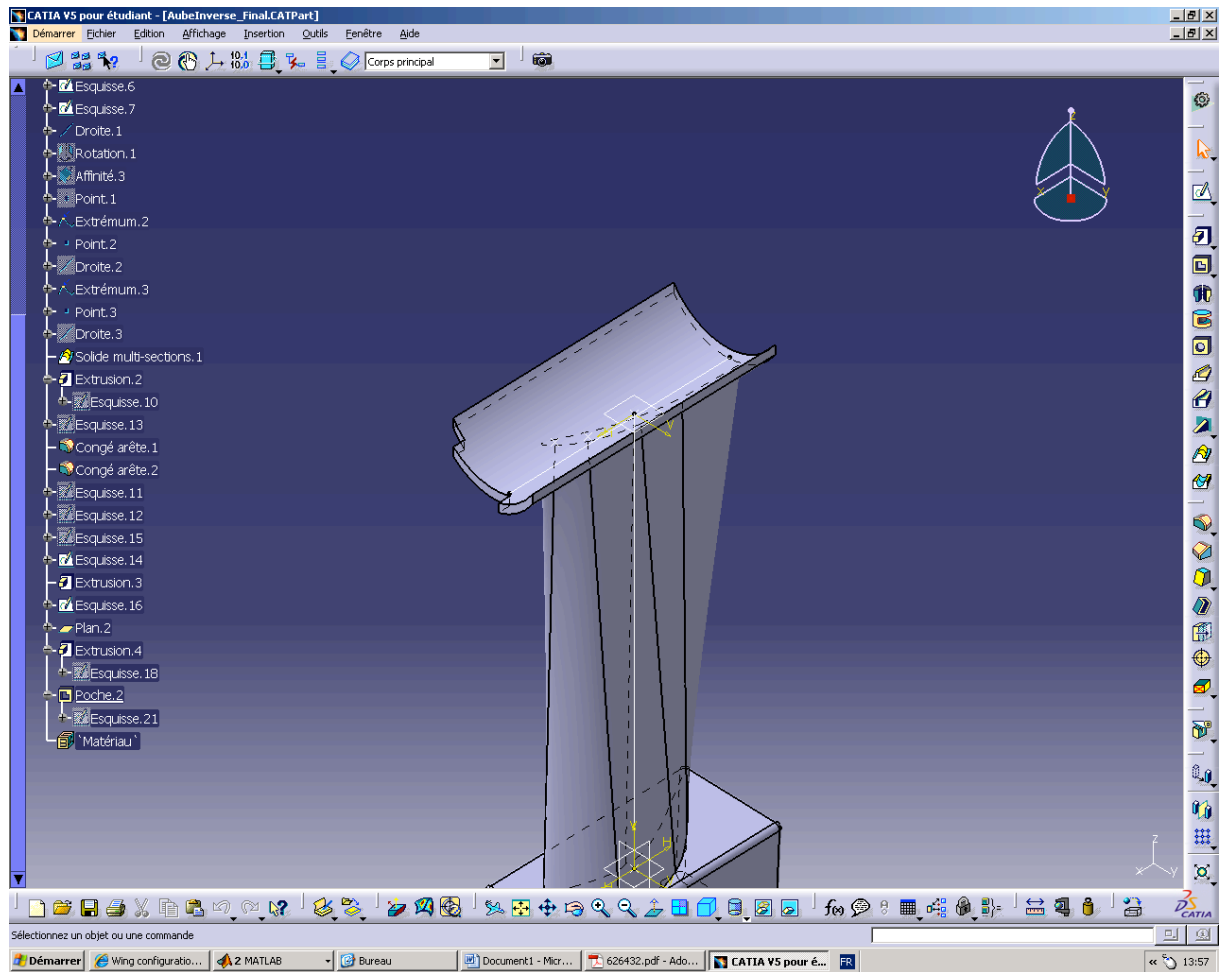 CATIA V5 pour étudiant - [AubeInverse_Final.CATPart]
Démarrer Fichier Edition Affichage Insertion Outils Fenêtre Aide
10.1
10.0
Corps principal
Esquisse.6
Esquisse.7
Droite.1
Rotation.1
Affinité.3
Point.1
Extrémum.2
Point.2
Droite.2
Extrémum.3
Point.3
Droite.3
Solide multi-sections.1
Extrusion.2
Esquisse.10
Esquisse.13
Congé arête.1
Congé arête.2
Esquisse.11
Esquisse.12
Esquisse.15
Esquisse.14
Extrusion.3
Esquisse.16
Plan.2
Extrusion.4
Esquisse.18
Poche.2
Esquisse.21
`Matériau`
z
x
y
V
H
V
z
x
y
f(x)
CATIA
Sélectionnez un objet ou une commande
Démarrer Wing configuratio... 2 MATLAB Bureau Document1 - Micr... 626432.pdf - Ado... CATIA V5 pour é... FR « 13:57